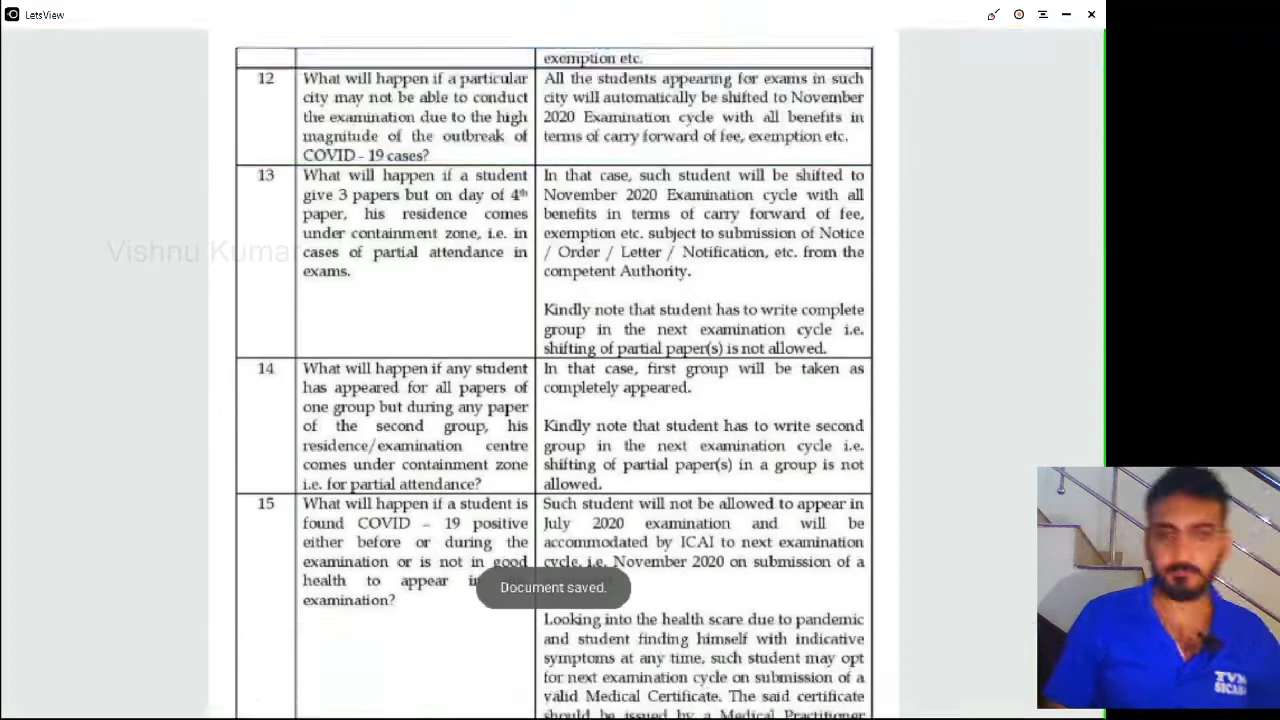 LetsView
exemption etc.
12
What will happen if a particular
city may not be able to conduct
the examination due to the high
magnitude of the outbreak of
COVID - 19 cases?
All the students appearing for exams in such
city will automatically be shifted to November
2020 Examination cycle with all benefits in
terms of carry forward of fee, exemption etc.
13
What will happen if a student
give 3 papers but on day of 4th
paper, his residence comes
under containment zone, i.e. in
cases of partial attendance in
exams.
In that case, such student will be shifted to
November 2020 Examination cycle with all
benefits in terms of carry forward of fee,
exemption etc. subject to submission of Notice
/ Order / Letter / Notification, etc. from the
competent Authority.
Kindly note that student has to write complete
group in the next examination cycle i.e.
shifting of partial paper(s) is not allowed.
Vishnu Kumar
14
What will happen if any student
has appeared for all papers of
one group but during any paper
of the second group, his
residence/examination centre
comes under containment zone
i.e. for partial attendance?
In that case, first group will be taken as
completely appeared.
Kindly note that student has to write second
group in the next examination cycle i.e.
shifting of partial paper(s) in a group is not
allowed.
15
What will happen if a student is
found COVID - 19 positive
either before or during the
examination or is not in good
health to appear
examination?
Such student will not be allowed to appear in
July 2020 examination and will be
accommodated by ICAI to next examination
cycle, i.e. November 2020 on submission of a
Document saved.
Looking into the health scare due to pandemic
and student finding himself with indicative
symptoms at any time, such student may opt
for next examination cycle on submission of a
valid Medical Certificate. The said certificate
should be issued by a Medical Practitioner